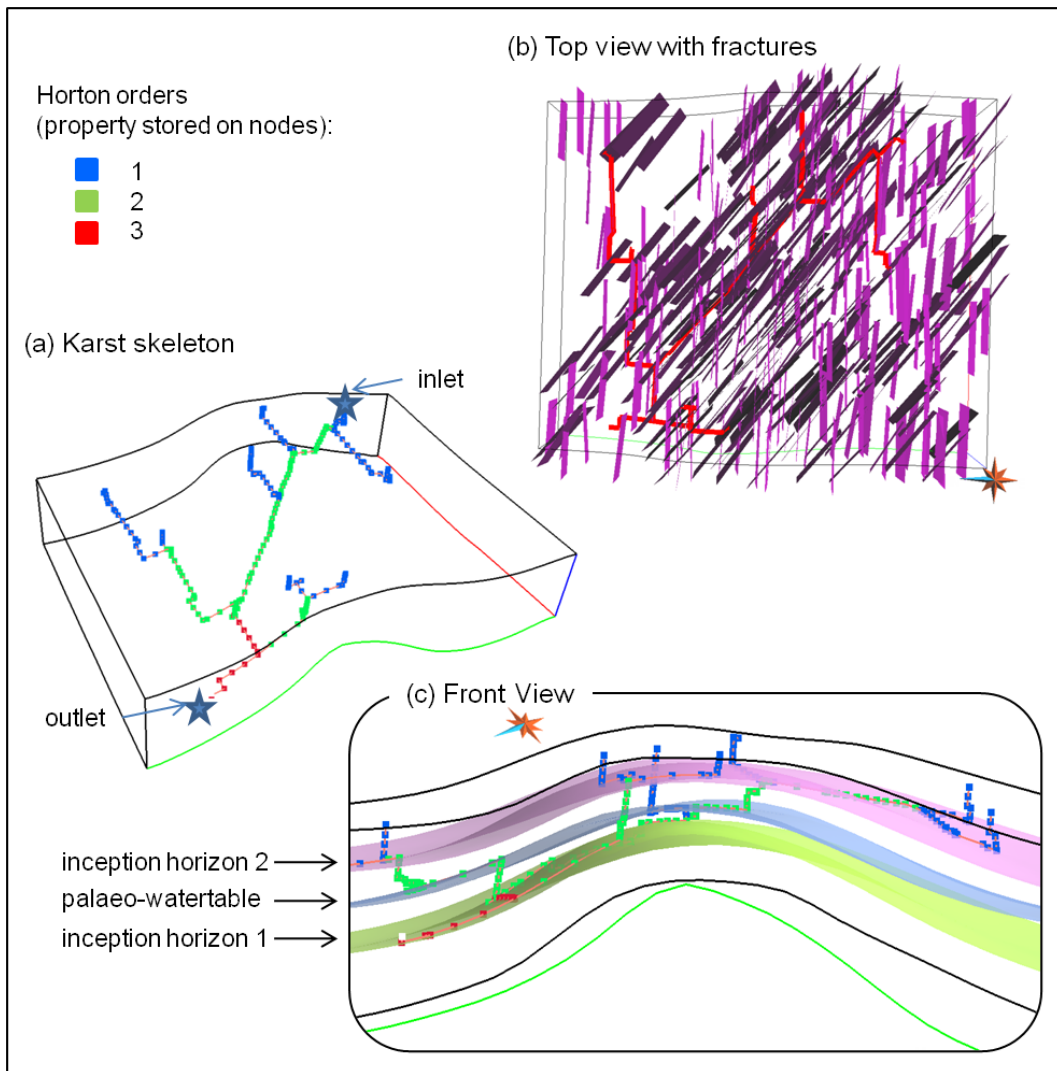 (b) Top view with fractures
Horton orders
(property stored on nodes):
1
2
3
(a) Karst skeleton
inlet
outlet
(c) Front View
inception horizon 2
palaeo-watertable
inception horizon 1